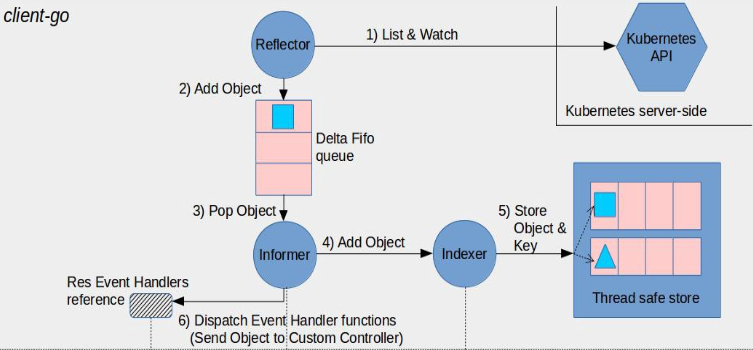 client-go
Reflector
1) List & Watch
Kubernetes
API
Kubernetes server-side
2) Add Object
Delta Fifo
queue
3) Pop Object
Informer
4) Add Object
Indexer
5) Store
Object &
Key
Thread safe store
Res Event Handlers
reference
6) Dispatch Event Handler functions
(Send Object to Custom Controller)